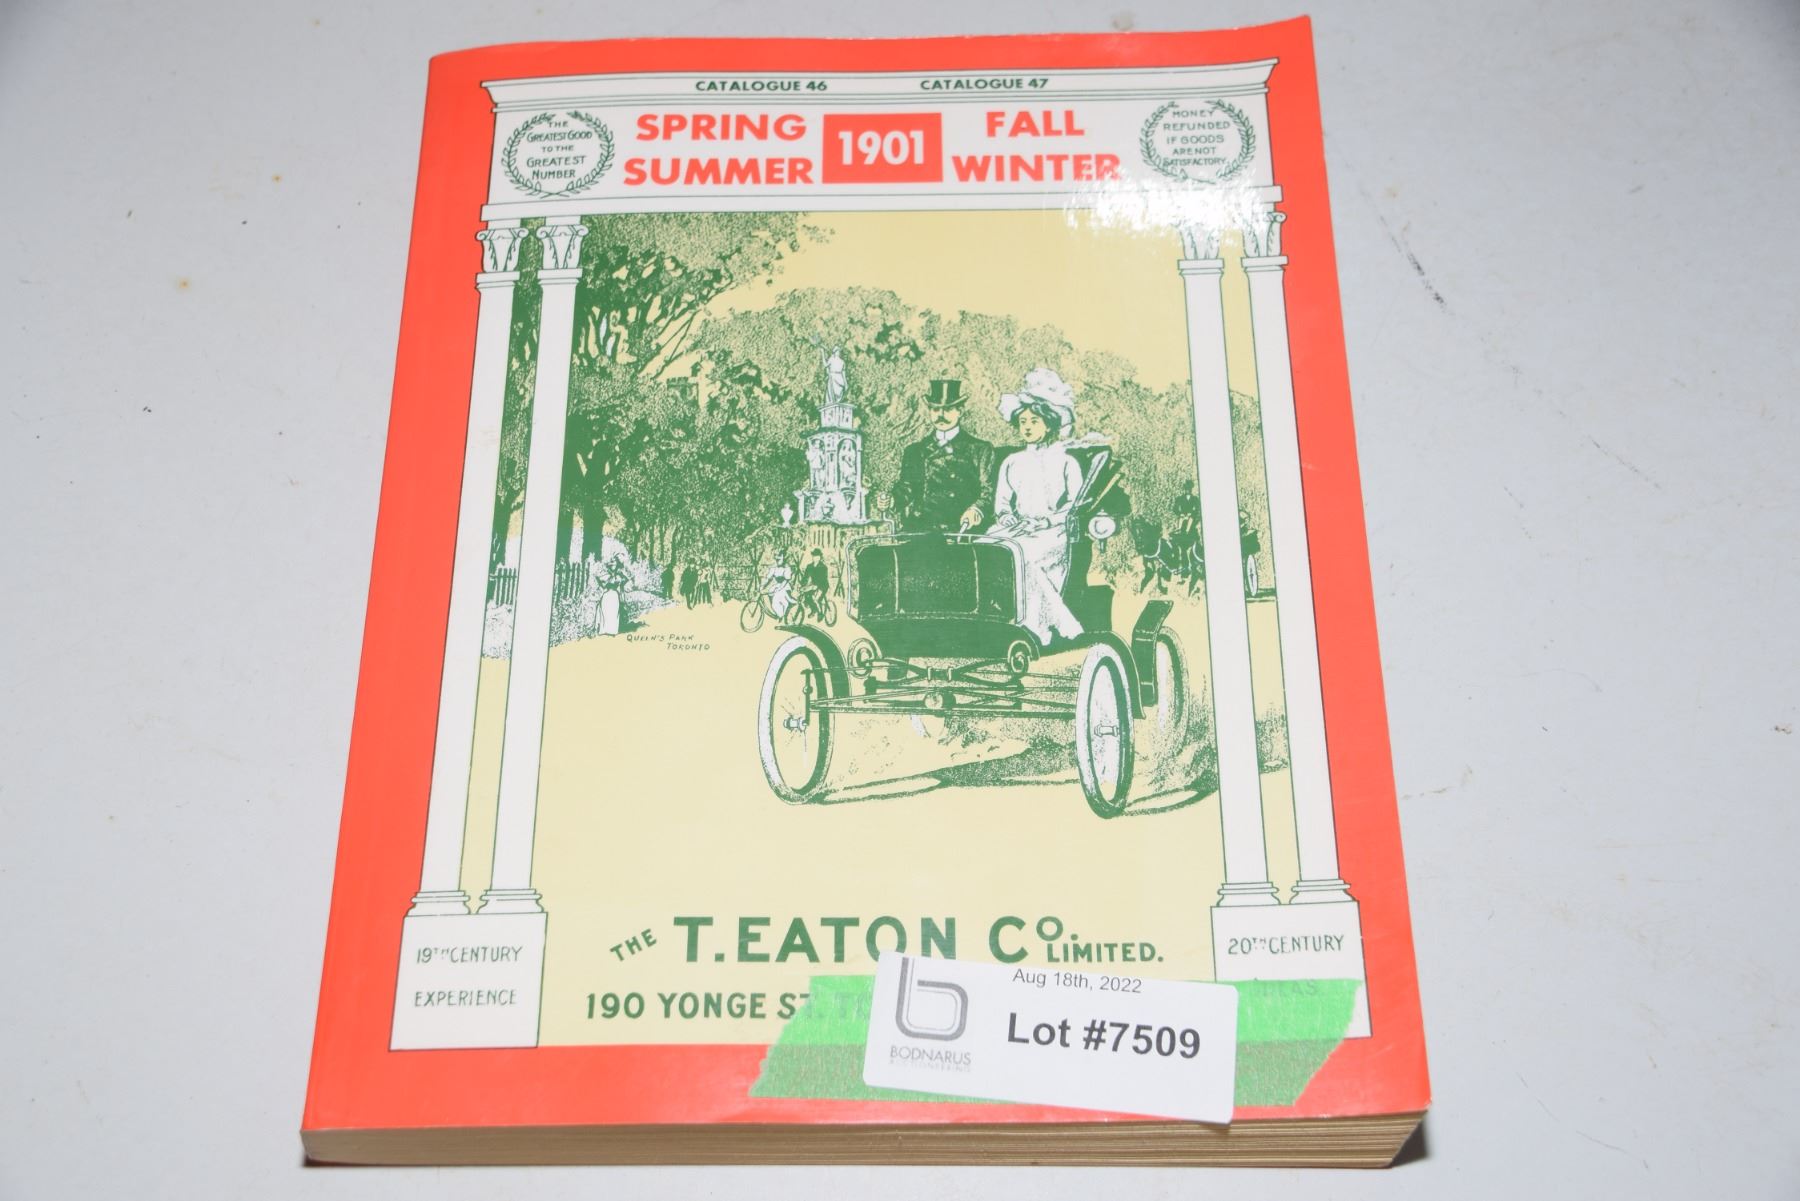 CATALOGUE 46 CATALOGUE 47
THE
GREATEST GOOD
TO THE
GREATEST
NUMBER
SPRING
SUMMER
1901
FALL
WINTER
MONEY
REFUNDED
IF GOODS
ARE NOT
SATISFACTORY
QUEEN'S PARK
TORONTO
THE T. EATON CO. LIMITED.
190 YONGE ST. TO
19TH CENTURY
EXPERIENCE
20TH CENTURY
Aug 18th, 2022
Lot #7509
BODNARUS
AUCTIONEERING